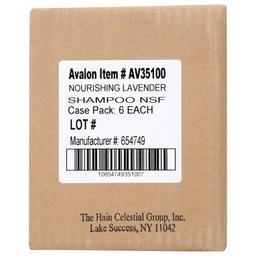 Avalon Item # AV35100
NOURISHING LAVENDER
SHAMPOO NSF
Case Pack: 6 EACH
LOT #
Manufacturer #: 654749
10654749351007
The Hain Celestial Group, Inc.
Lake Success, NY 11042